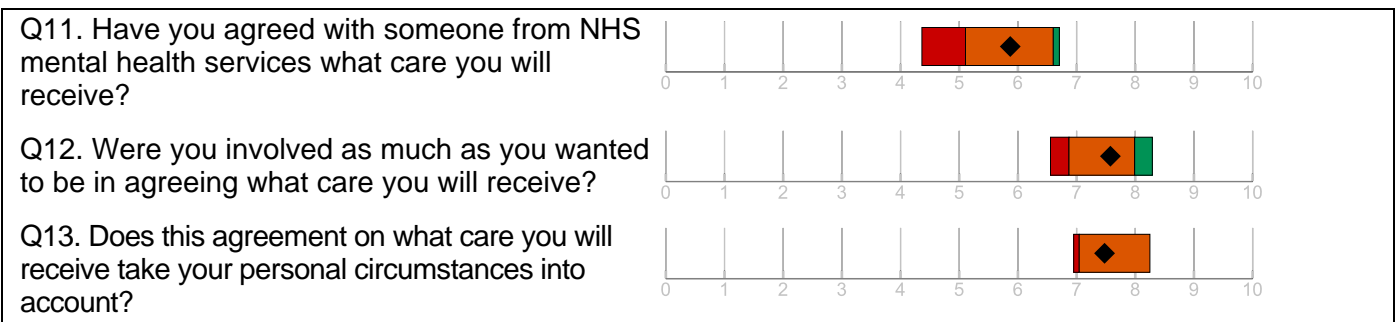 Q11. Have you agreed with someone from NHS
mental health services what care you will
receive?
0 1 2 3 4 5 6 7 8 9 10
Q12. Were you involved as much as you wanted
to be in agreeing what care you will receive?
0 1 2 3 4 5 6 7 8 9 10
Q13. Does this agreement on what care you will
receive take your personal circumstances into
account?
0 1 2 3 4 5 6 7 8 9 10